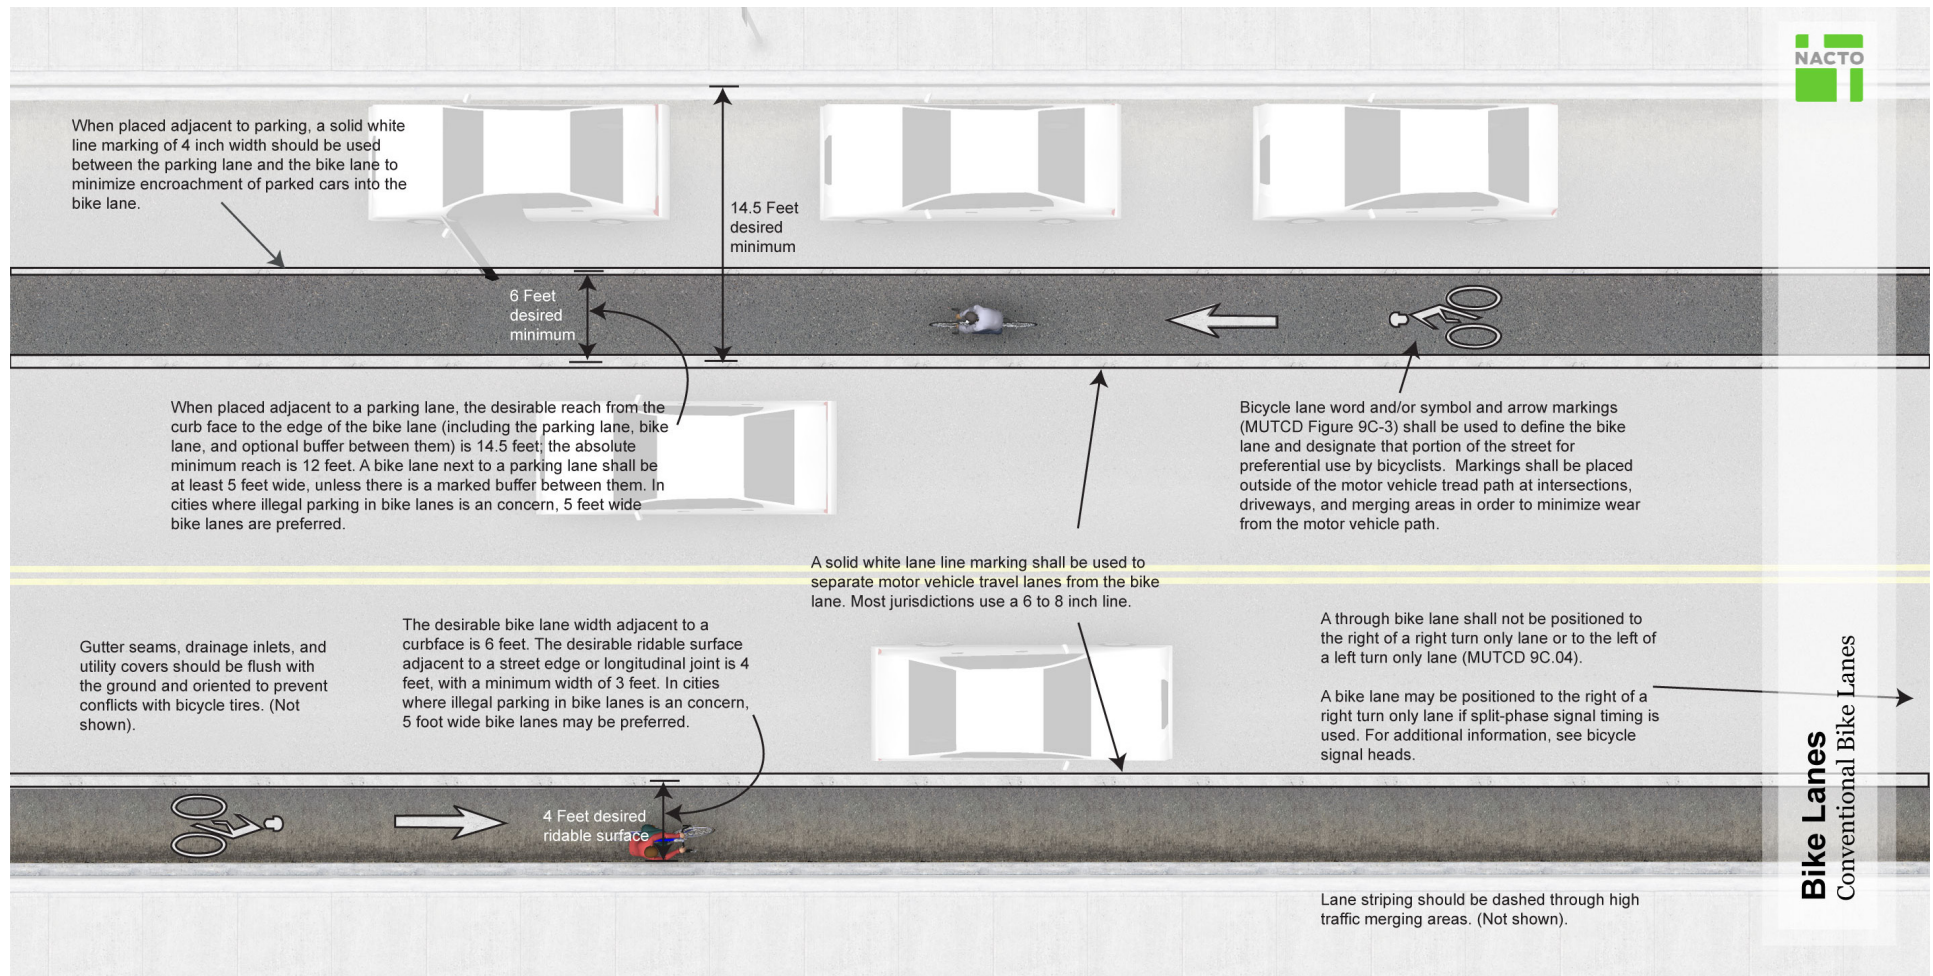 NACTO
When placed adjacent to parking, a solid white
line marking of 4 inch width should be used
between the parking lane and the bike lane to
minimize encroachment of parked cars into the
bike lane.
14.5 Feet
desired
minimum
6 Feet
desired
minimum
When placed adjacent to a parking lane, the desirable reach from the
curb face to the edge of the bike lane (including the parking lane, bike
lane, and optional buffer between them) is 14.5 feet; the absolute
minimum reach is 12 feet. A bike lane next to a parking lane shall be
at least 5 feet wide, unless there is a marked buffer between them. In
cities where illegal parking in bike lanes is an concern, 5 feet wide
bike lanes are preferred.
Bicycle lane word and/or symbol and arrow markings
(MUTCD Figure 9C-3) shall be used to define the bike
lane and designate that portion of the street for
preferential use by bicyclists. Markings shall be placed
outside of the motor vehicle tread path at intersections,
driveways, and merging areas in order to minimize wear
from the motor vehicle path.
A solid white lane line marking shall be used to
separate motor vehicle travel lanes from the bike
lane. Most jurisdictions use a 6 to 8 inch line.
Gutter seams, drainage inlets, and
utility covers should be flush with
the ground and oriented to prevent
conflicts with bicycle tires. (Not
shown).
The desirable bike lane width adjacent to a
curbface is 6 feet. The desirable ridable surface
adjacent to a street edge or longitudinal joint is 4
feet, with a minimum width of 3 feet. In cities
where illegal parking in bike lanes is an concern,
5 foot wide bike lanes may be preferred.
A through bike lane shall not be positioned to
the right of a right turn only lane or to the left of
a left turn only lane (MUTCD 9C.04).
A bike lane may be positioned to the right of a
right turn only lane if split-phase signal timing is
used. For additional information, see bicycle
signal heads.
4 Feet desired
ridable surface
Lane striping should be dashed through high
traffic merging areas. (Not shown).
Bike Lanes
Conventional Bike Lanes